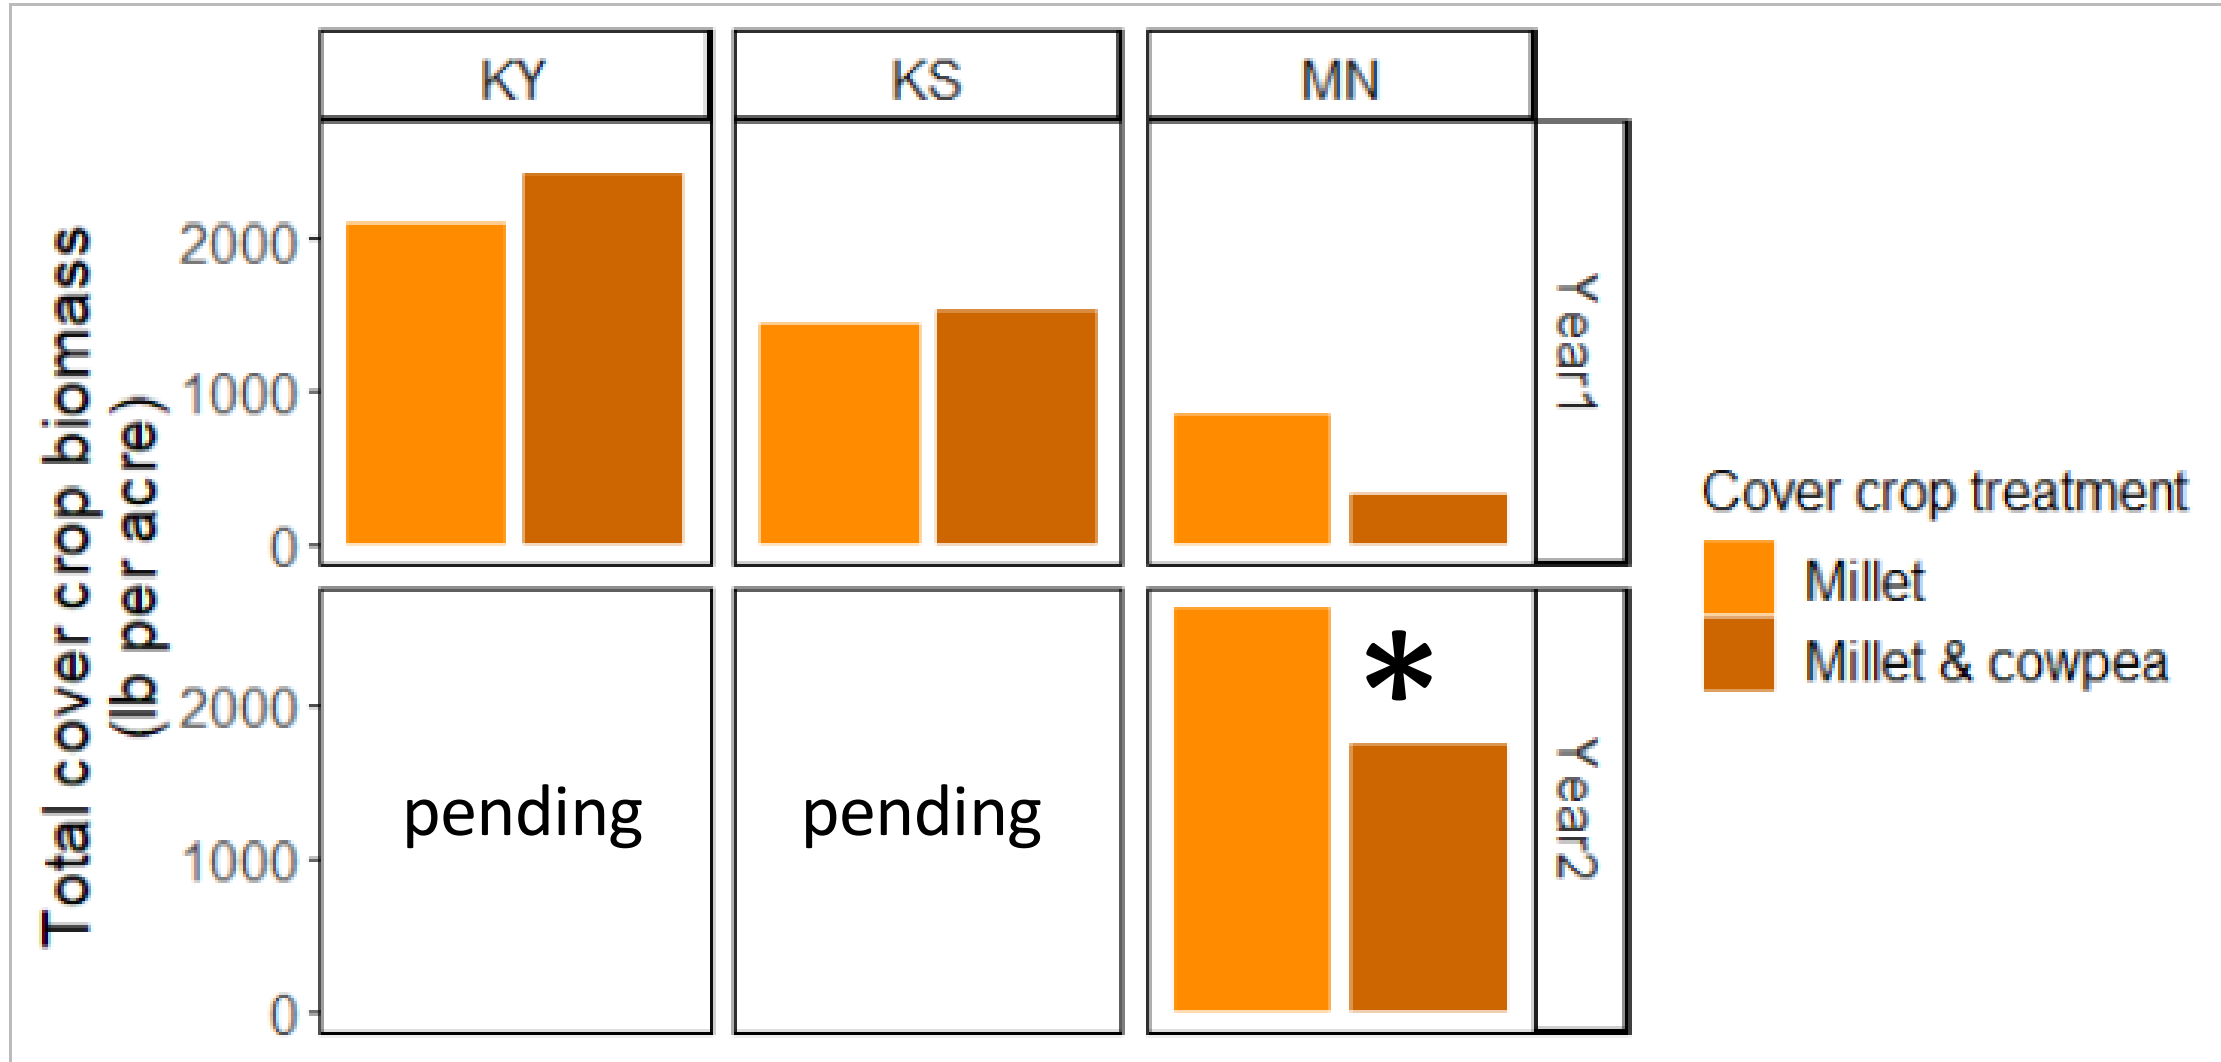 KY
KS
MN
Total cover crop biomass
(lb per acre)
2000
1000
0
Year1
2000
1000
0
pending
pending
*
Year2
Cover crop treatment
Millet
Millet & cowpea